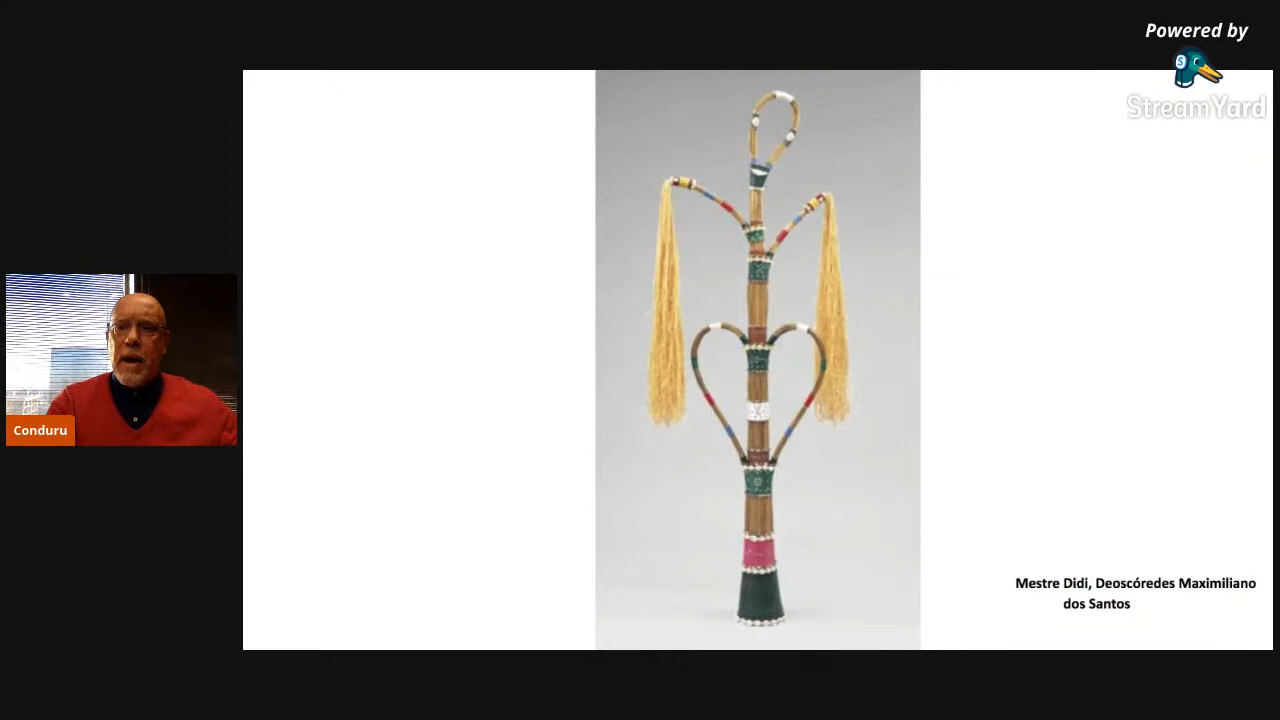 Powered by
StreamYard
Conduru
Mestre Didi, Deoscóredes Maximiliano
dos Santos